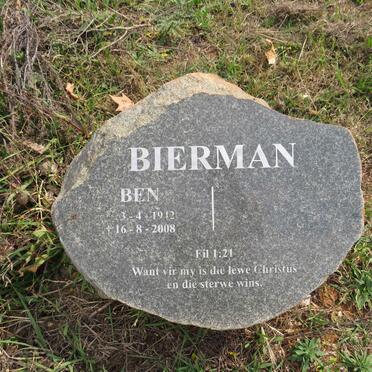 BIERMAN
BEN
3 - 4 - 1912
† 16 - 8 - 2008
Fil 1:21
Want vir my is die lewe Christus
en die sterwe wins.